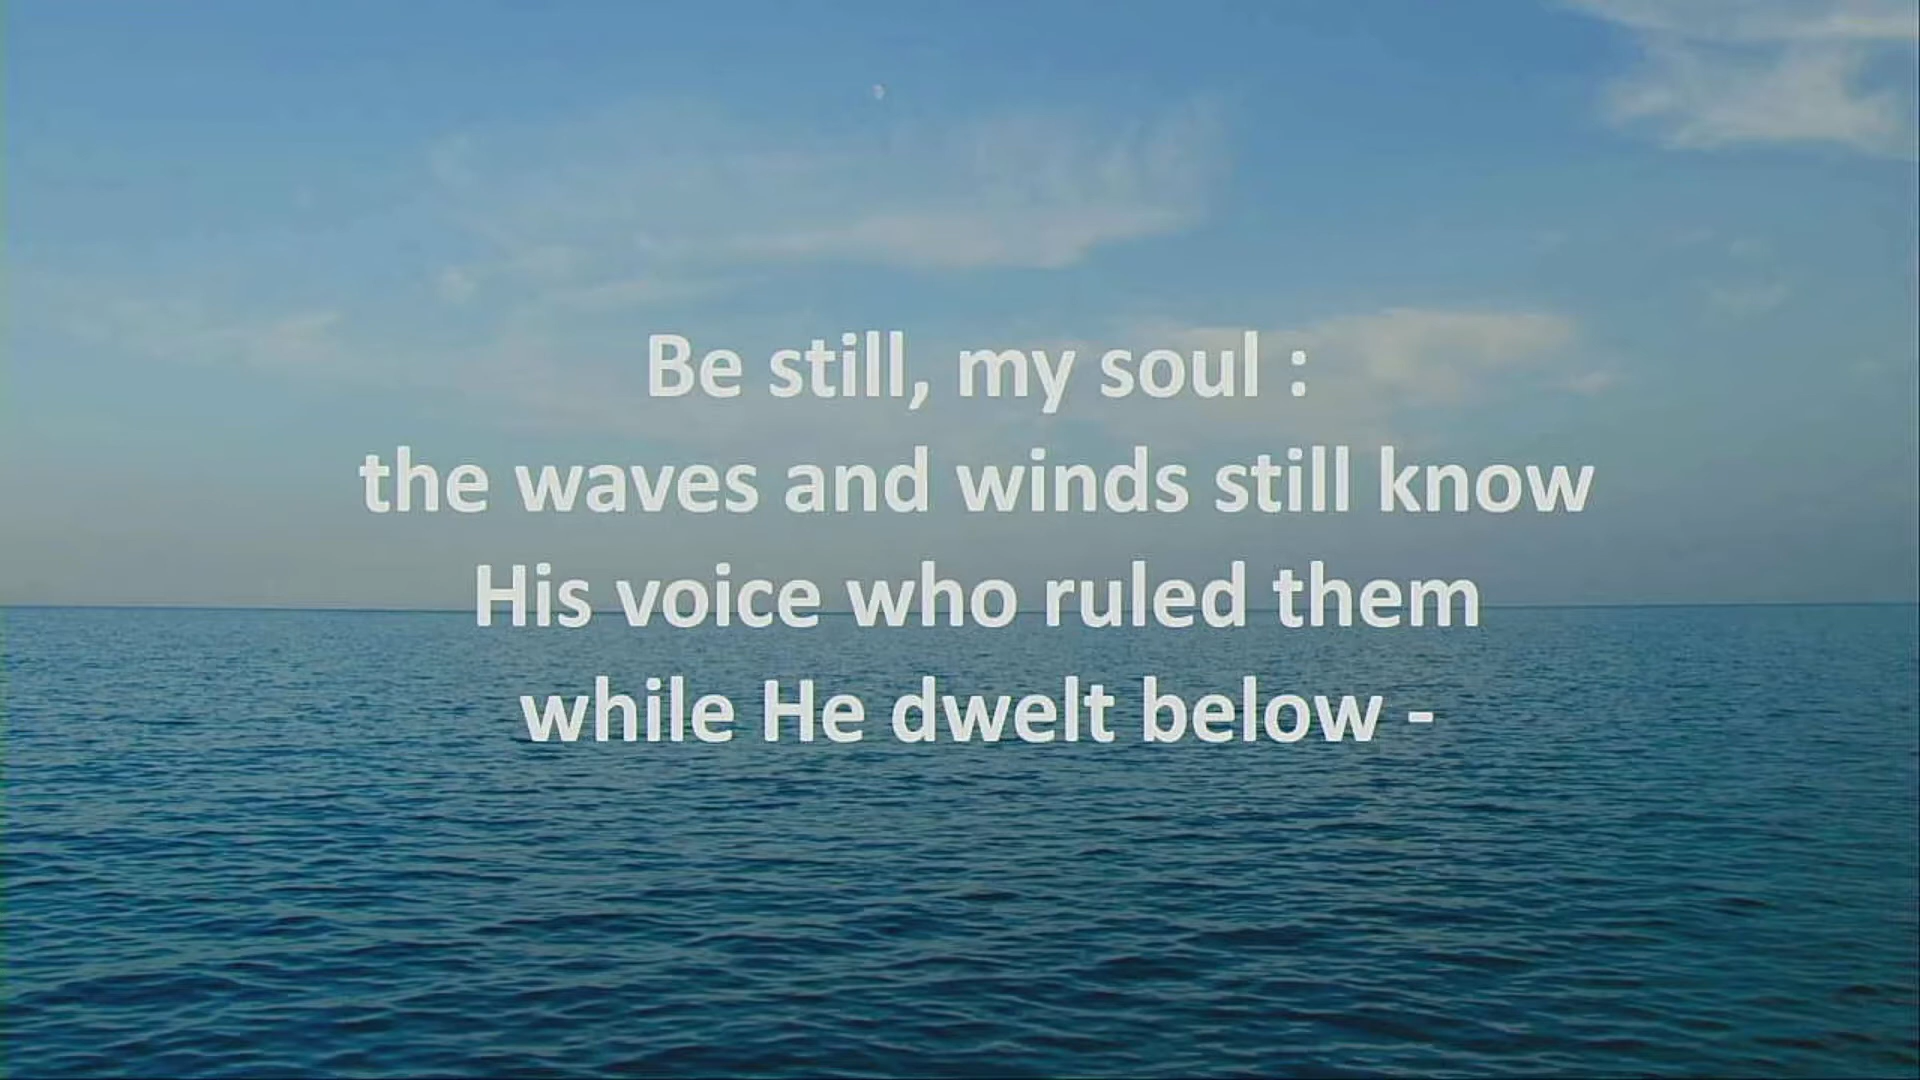 Be still, my soul :
the waves and winds still know
His voice who ruled them
while He dwelt below -